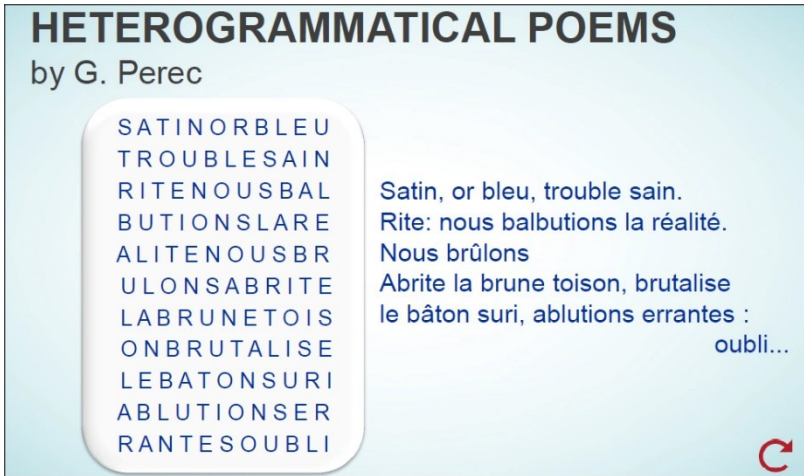 HETEROGRAMMATICAL POEMS
by G. Perec
SATINORBLEU
TROUBLESAIN
RITENOUSBAL
BUTIONSLARE
ALITENOUSBR
ULONSABRITE
LABRUNETOIS
ONBRUTALISE
LEBATONSURI
ABLUTIONSER
RANTESOUBLI
Satin, or bleu, trouble sain.
Rite: nous balbutions la réalité.
Nous brûlons
Abrite la brune toison, brutalise
le bâton suri, ablutions errantes :
oubli...